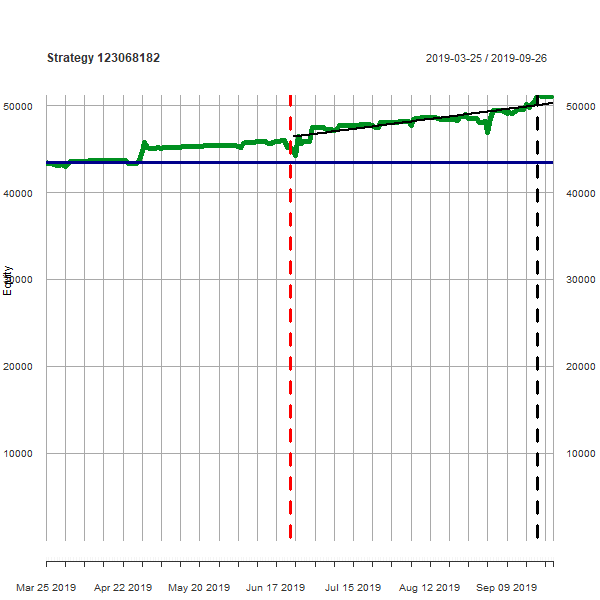 Strategy 123068182
2019-03-25 / 2019-09-26
50000
50000
40000
40000
Equity
30000
30000
20000
20000
10000
10000
Mar 25 2019
Apr 22 2019
May 20 2019
Jun 17 2019
Jul 15 2019
Aug 12 2019
Sep 09 2019